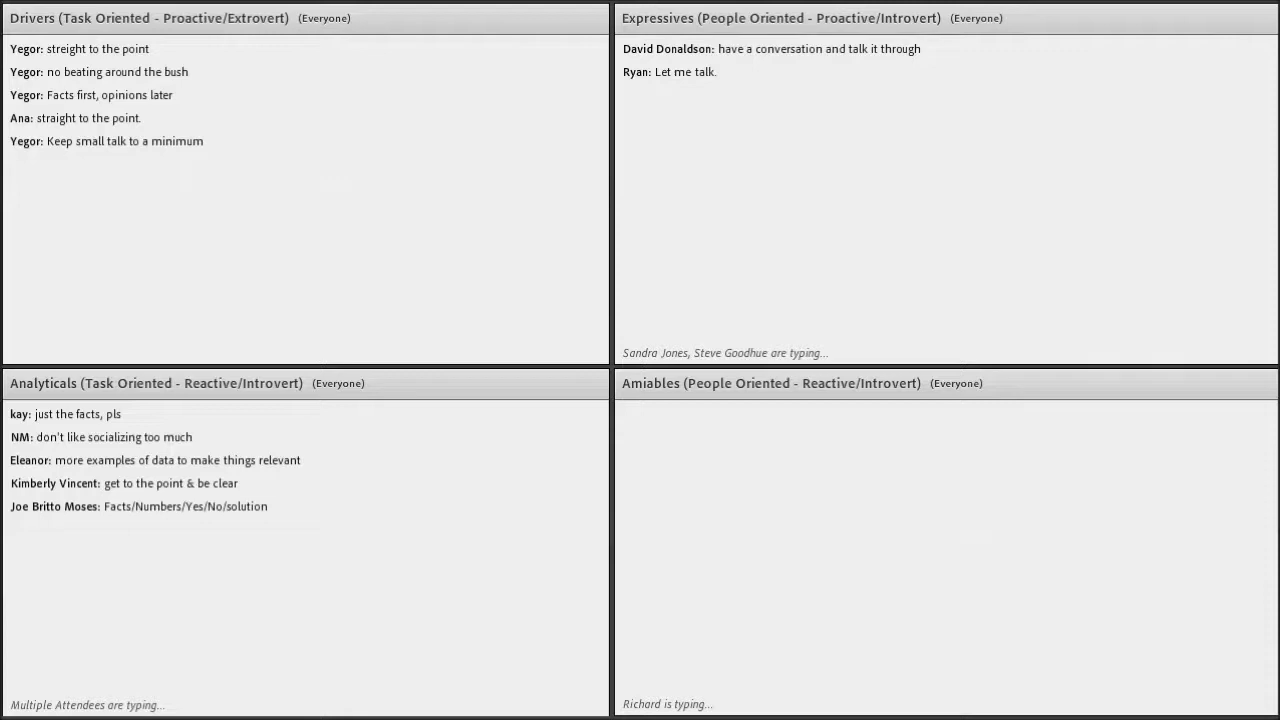 Drivers (Task Oriented - Proactive/Extrovert) (Everyone)
Yegor: streight to the point
Yegor: no beating around the bush
Yegor: Facts first, opinions later
Ana: straight to the point.
Yegor: Keep small talk to a minimum
Expressives (People Oriented - Proactive/Introvert) (Everyone)
David Donaldson: have a conversation and talk it through
Ryan: Let me talk.
Sandra Jones, Steve Goodhue are typing...
Analyticals (Task Oriented - Reactive/Introvert) (Everyone)
kay: just the facts, pls
NM: don't like socializing too much
Eleanor: more examples of data to make things relevant
Kimberly Vincent: get to the point & be clear
Joe Britto Moses: Facts/Numbers/Yes/No/solution
Multiple Attendees are typing...
Amiables (People Oriented - Reactive/Introvert) (Everyone)
Richard is typing...